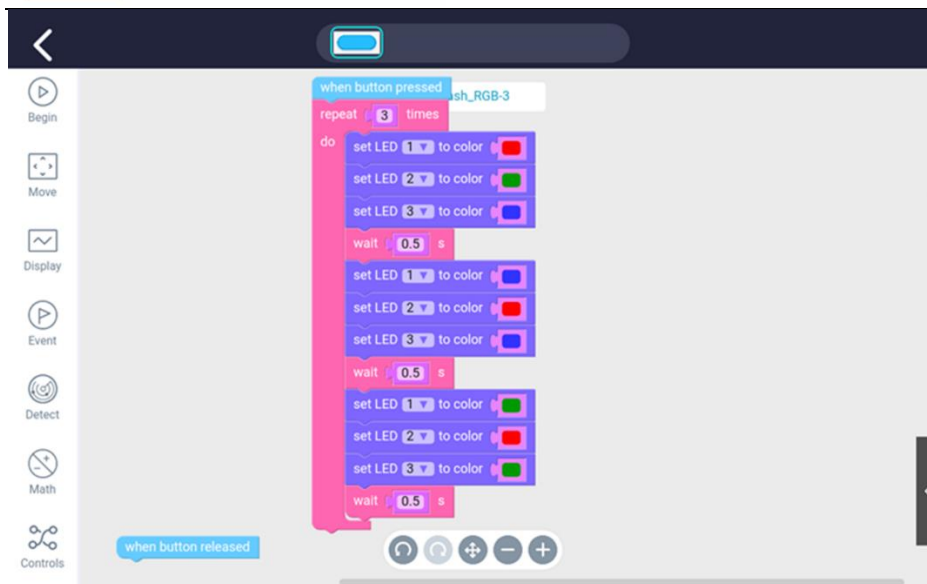 Begin
Move
Display
Event
Detect
Math
Controls
when button pressed
ash_RGB-3
repeat 3 times
do set LED 1 to color
set LED 2 to color
set LED 3 to color
wait 0.5 s
set LED 1 to color
set LED 2 to color
set LED 3 to color
wait 0.5 s
set LED 1 to color
set LED 2 to color
set LED 3 to color
wait 0.5 s
when button released